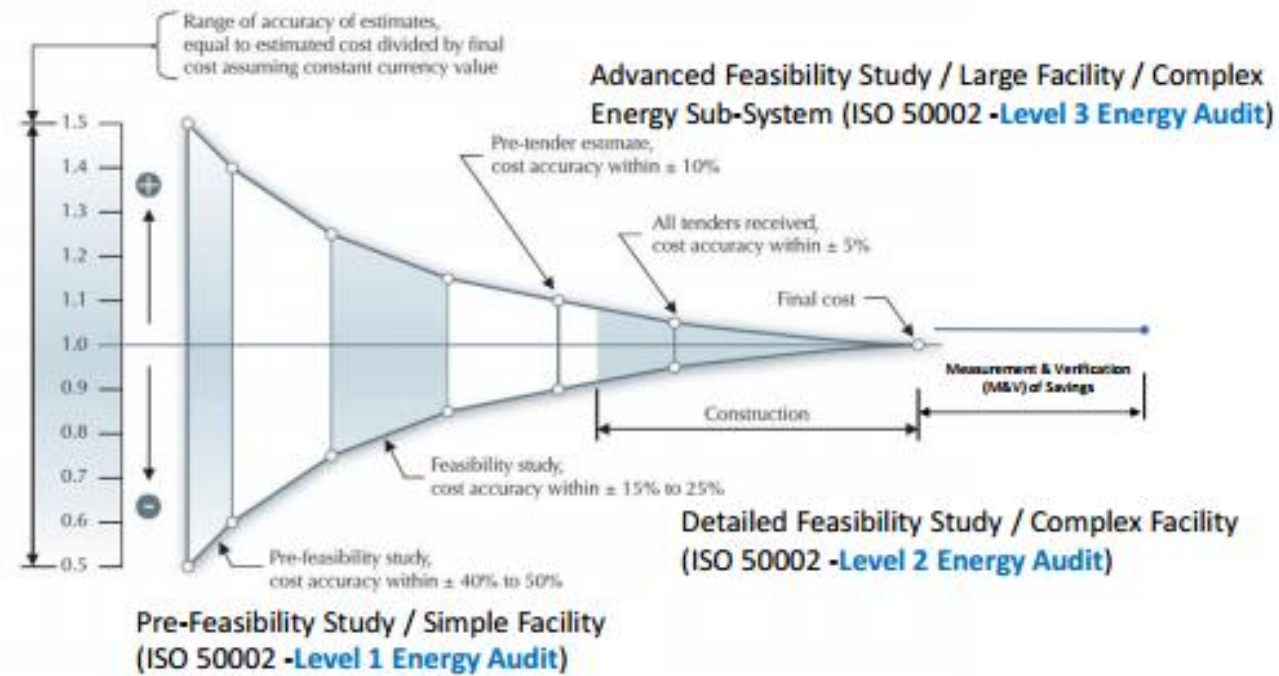 Range of accuracy of estimates,
equal to estimated cost divided by final
cost assuming constant currency value
Advanced Feasibility Study / Large Facility / Complex
Energy Sub-System (ISO 50002 -Level 3 Energy Audit)
1.5
1.4
1.3
1.2
1.1
1.0
0.9
0.8
0.7
0.6
0.5
+
-
Pre-tender estimate,
cost accuracy within ± 10%
All tenders received,
cost accuracy within ± 5%
Final cost
Measurement & Verification
(M&V) of Savings
Construction
Feasibility study,
cost accuracy within ± 15% to 25%
Detailed Feasibility Study / Complex Facility
(ISO 50002 -Level 2 Energy Audit)
Pre-feasibility study,
cost accuracy within ± 40% to 50%
Pre-Feasibility Study / Simple Facility
(ISO 50002 -Level 1 Energy Audit)